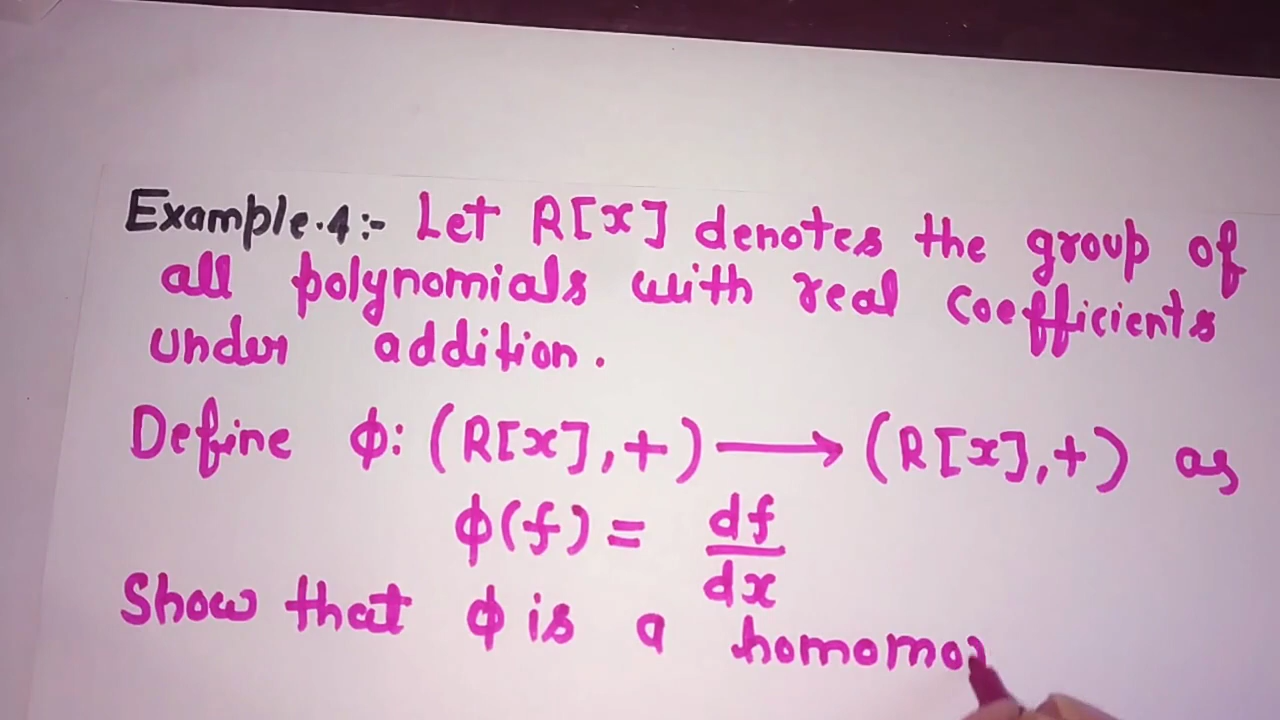 Example.4:- Let R[x] denotes the group of
all polynomials with real coefficients
under addition.
Define ϕ: (R[x],+) ⟶ (R[x],+) as
ϕ(f) = df/dx
Show that ϕ is a homomor